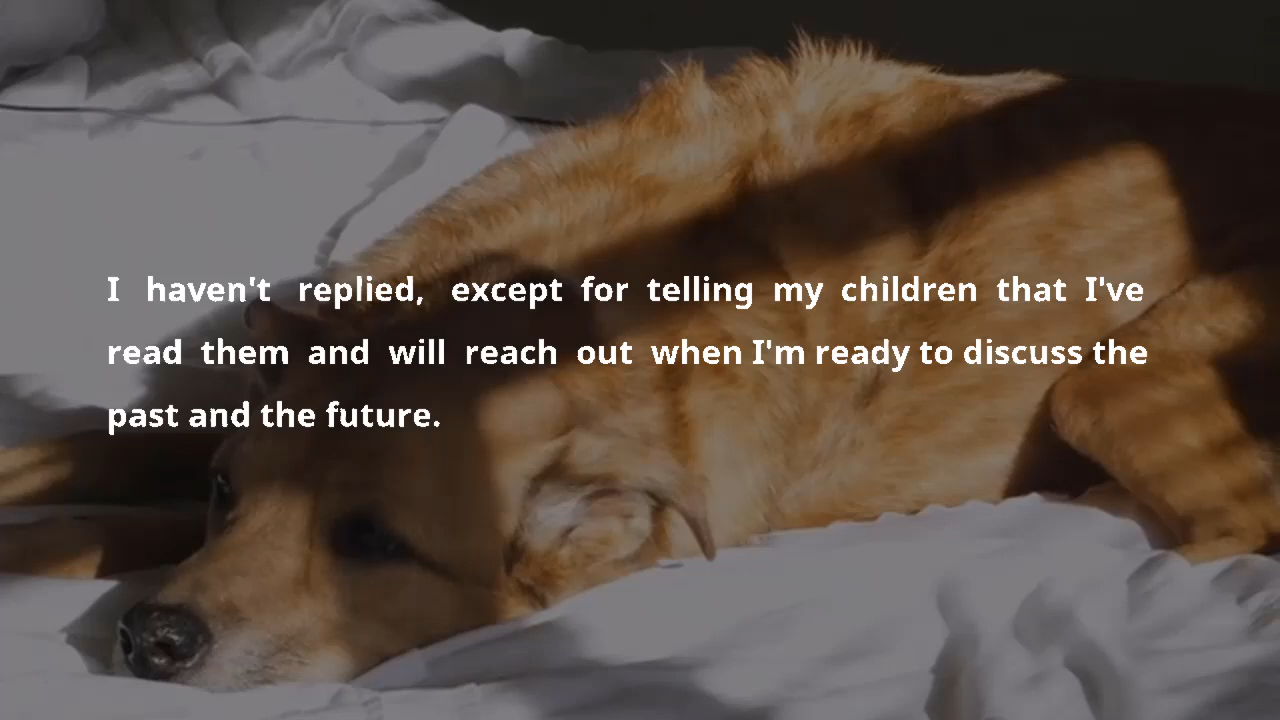 I haven't replied, except for telling my children that I've
read them and will reach out when I'm ready to discuss the
past and the future.